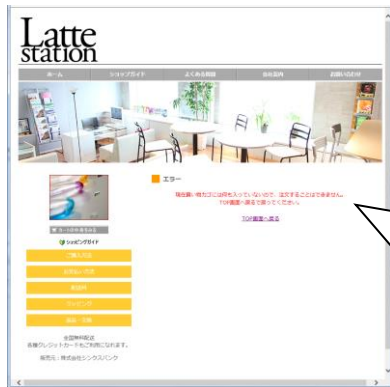 Latte
station
ホーム
ショップガイド
よくある質問
会社案内
お問い合わせ
エラー
現在買い物カゴには何も入っていないので、注文することはできません。
TOP画面へ戻るで戻ってください。
TOP画面へ戻る
カートの中身をみる
ショッピングガイド
ご購入方法
お支払い方法
配送料
ラッピング
返品・交換
全国無料配送
各種クレジットカードもご利用になれます。
販売元：株式会社シンクスバンク